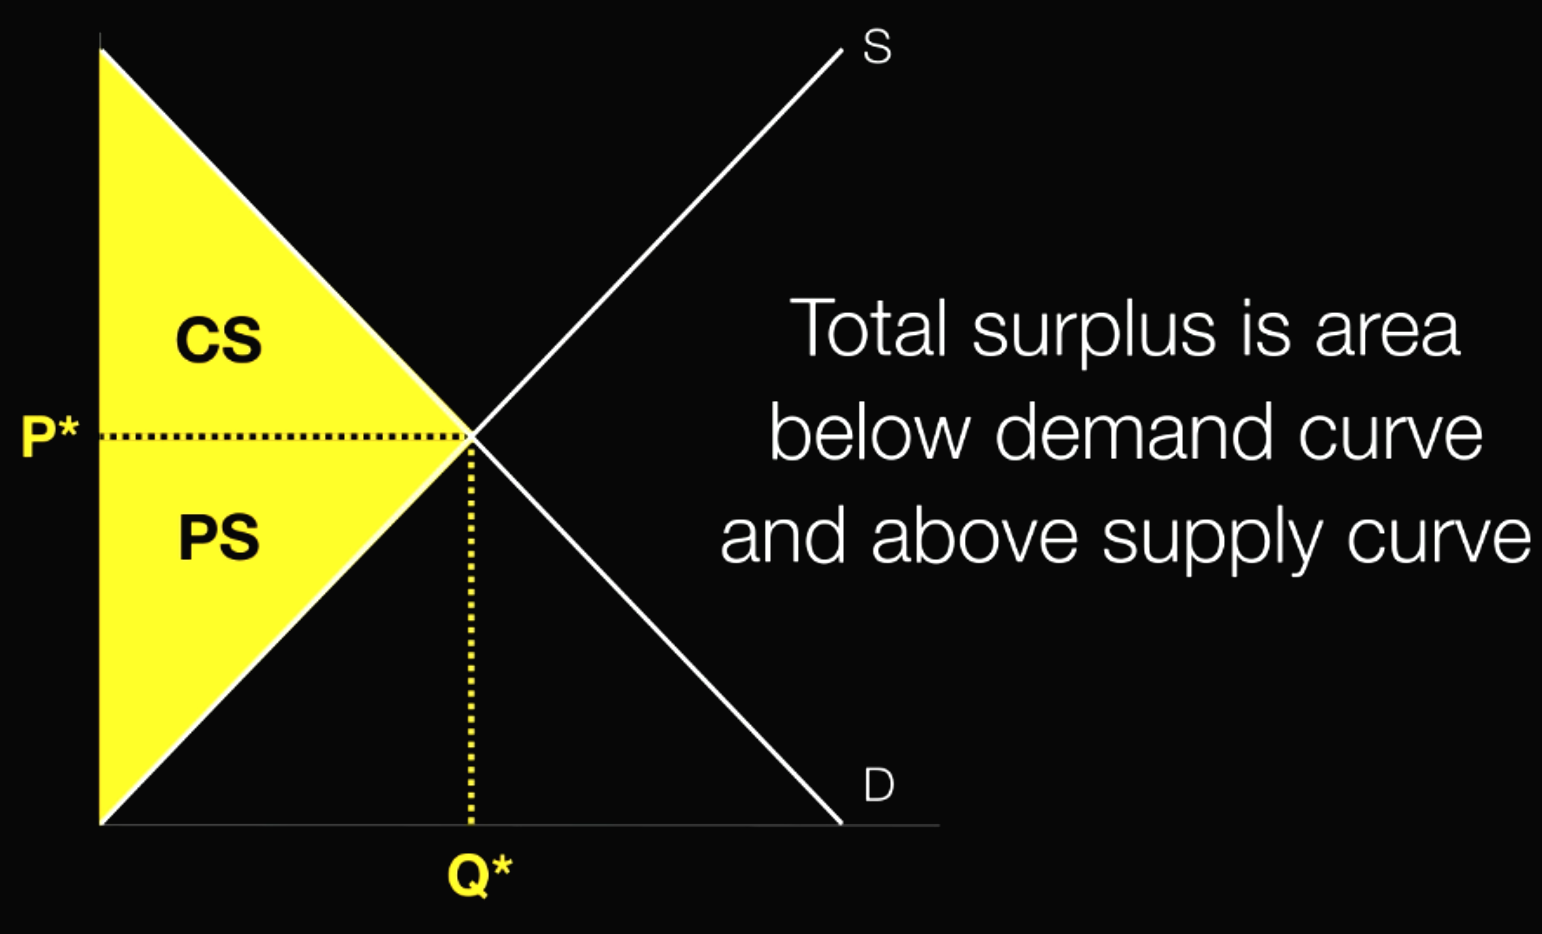 S
CS
Total surplus is area
below demand curve
P*
and above supply curve
PS
D
Q*